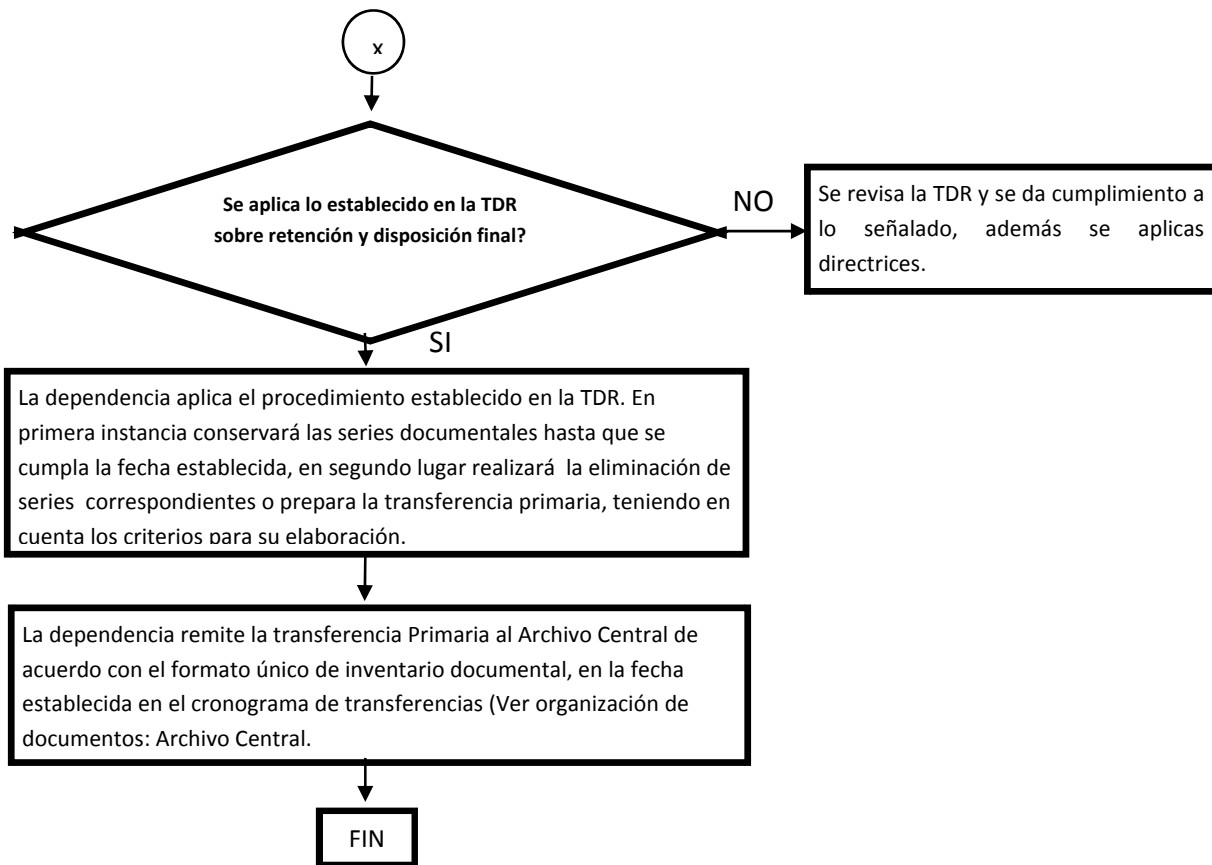 x
Se aplica lo establecido en la TDR
sobre retención y disposición final?
NO
Se revisa la TDR y se da cumplimiento a
lo señalado, además se aplicas
directrices.
SI
La dependencia aplica el procedimiento establecido en la TDR. En
primera instancia conservará las series documentales hasta que se
cumpla la fecha establecida, en segundo lugar realizará la eliminación de
series correspondientes o prepara la transferencia primaria, teniendo en
cuenta los criterios para su elaboración.
La dependencia remite la transferencia Primaria al Archivo Central de
acuerdo con el formato único de inventario documental, en la fecha
establecida en el cronograma de transferencias (Ver organización de
documentos: Archivo Central.
FIN